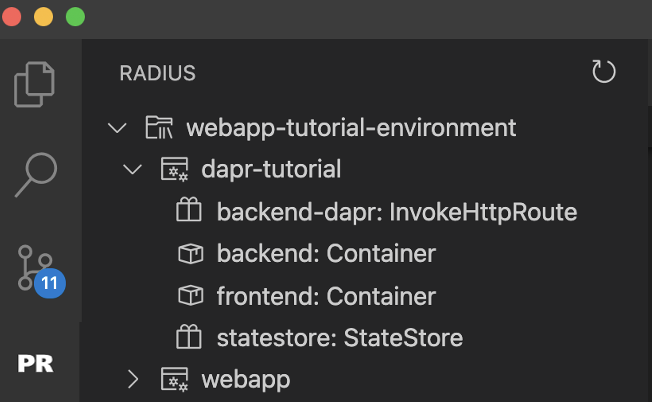 RADIUS
webapp-tutorial-environment
dapr-tutorial
backend-dapr: InvokeHttpRoute
backend: Container
11
frontend: Container
statestore: StateStore
PR
webapp